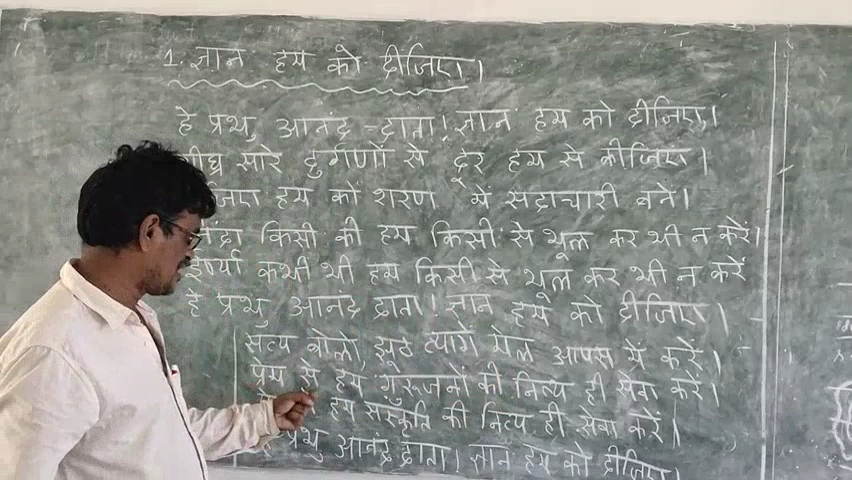 1. ज्ञान हम को दीजिए।
हे प्रभु आनंद-दाता! ज्ञान हम को दीजिए।
शीघ्र सारे दुर्गणों से दूर हम से कीजिए।
हम को शरण में सदाचारी बनें।
किसी की हम किसी से भूल कर भी न करें।
ईर्ष्या कभी भी हम किसी से भूल कर भी न करें
हे प्रभु आनंद दाता! ज्ञान हम को दीजिए।
सत्य बोलो, झूठ त्यागें मेल आपस में करें।
प्रेम से हम गुरुजनों की नित्य ही सेवा करें।
हम संस्कृति की नित्य ही सेवा करें।
हे प्रभु आनंद दाता! ज्ञान हम को दीजिए।